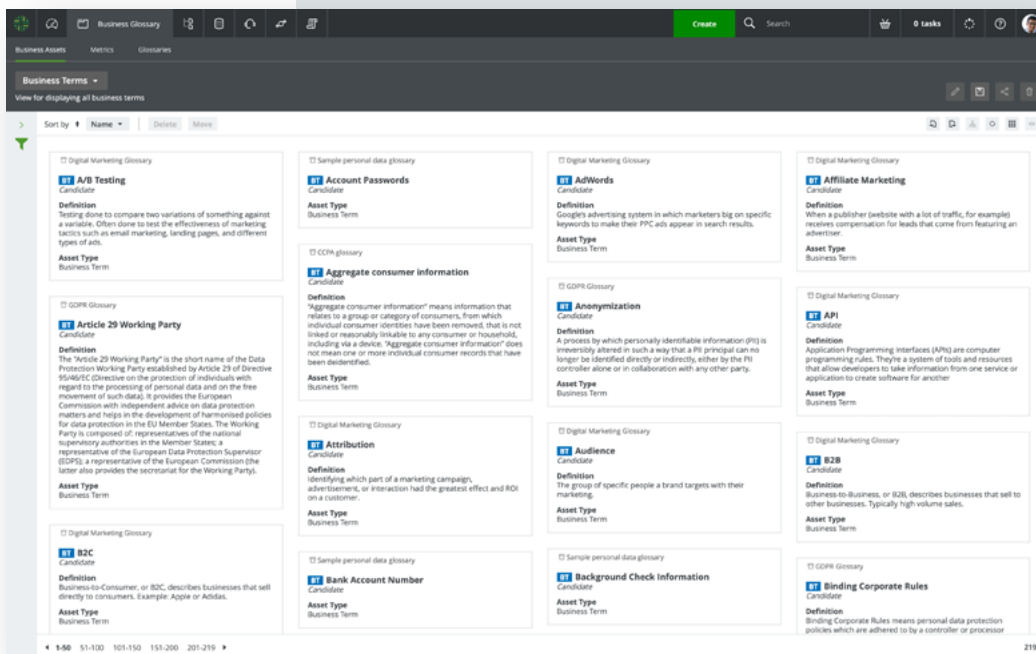 Business Glossary
Create
Search
0 tasks
Business Assets Metrics Glossaries
Business Terms
View for displaying all business terms
Sort by Name
Delete Move
Digital Marketing Glossary
BT A/B Testing
Candidate
Definition
Testing done to compare two variations of something against
a variable. Often done to test the effectiveness of marketing
tactics such as email marketing, landing pages, and different
types of ads.
Asset Type
Business Term
GDPR Glossary
BT Article 29 Working Party
Candidate
Definition
The "Article 29 Working Party" is the short name of the Data
Protection Working Party established by Article 29 of Directive
95/46/EC (Directive on the protection of individuals with
regard to the processing of personal data and on the free
movement of such data). It provides the European
Commission with independent advice on data protection
matters and helps in the development of harmonised policies
for data protection in the EU Member States. The Working
Party is composed of: representatives of the national
supervisory authorities in the Member States; a
representative of the European Data Protection Supervisor
(EDPS); a representative of the European Commission (the
latter also provides the secretariat for the Working Party).
Asset Type
Business Term
Digital Marketing Glossary
BT B2C
Candidate
Definition
Business-to-Consumer, or B2C, describes businesses that sell
directly to consumers. Example: Apple or Adidas.
Asset Type
Business Term
Sample personal data glossary
BT Account Passwords
Candidate
Asset Type
Business Term
CCPA glossary
BT Aggregate consumer information
Candidate
Definition
"Aggregate consumer information" means information that
relates to a group or category of consumers, from which
individual consumer identities have been removed, that is not
linked or reasonably linkable to any consumer or household,
including via a device. "Aggregate consumer information" does
not mean one or more individual consumer records that have
been deidentified.
Asset Type
Business Term
Digital Marketing Glossary
BT Attribution
Candidate
Definition
Identifying which part of a marketing campaign,
advertisement, or interaction had the greatest effect and ROI
on a customer.
Asset Type
Business Term
Sample personal data glossary
BT Bank Account Number
Candidate
Asset Type
Business Term
Digital Marketing Glossary
BT AdWords
Candidate
Definition
Google's advertising system in which marketers big on specific
keywords to make their PPC ads appear in search results.
Asset Type
Business Term
GDPR Glossary
BT Anonymization
Candidate
Definition
A process by which personally identifiable information (PII) is
irreversibly altered in such a way that a PII principal can no
longer be identified directly or indirectly, either by the PII
controller alone or in collaboration with any other party.
Asset Type
Business Term
Digital Marketing Glossary
BT Audience
Candidate
Definition
The group of specific people a brand targets with their
marketing.
Asset Type
Business Term
Sample personal data glossary
BT Background Check Information
Candidate
Asset Type
Business Term
Digital Marketing Glossary
BT Affiliate Marketing
Candidate
Definition
When a publisher (website with a lot of traffic, for example)
receives compensation for leads that come from featuring an
advertiser.
Asset Type
Business Term
Digital Marketing Glossary
BT API
Candidate
Definition
Application Programming Interfaces (APIs) are computer
programming rules. They're a system of tools and resources
that allow developers to take information from one service or
application to create software for another
Asset Type
Business Term
Digital Marketing Glossary
BT B2B
Candidate
Definition
Business-to-Business, or B2B, describes businesses that sell to
other businesses. Typically high volume sales.
Asset Type
Business Term
GDPR Glossary
BT Binding Corporate Rules
Candidate
Definition
Binding Corporate Rules means personal data protection
policies which are adhered to by a controller or processor
1-50 51-100 101-150 151-200 201-219
219